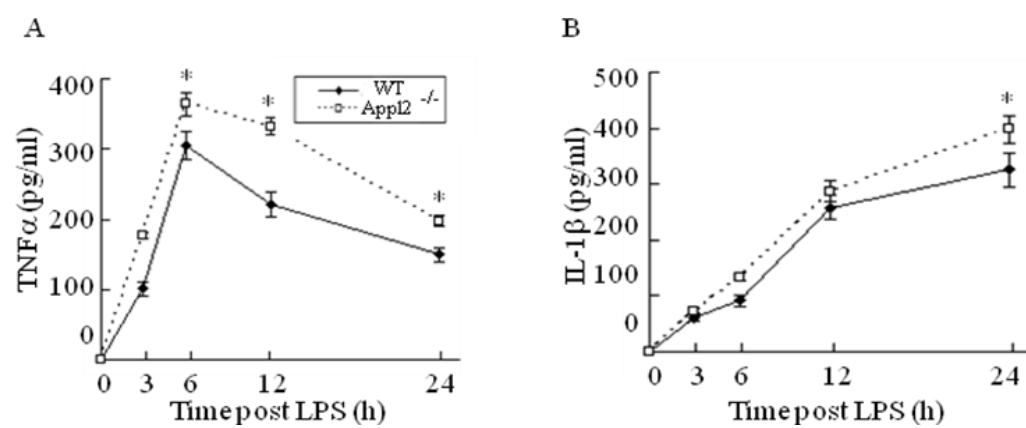 A
TNFα (pg/ml)
400
300
200
100
0
* * *
WT
Appl2 -/-
0 3 6 12 24
Time post LPS (h)
B
IL-1β (pg/ml)
500
400
300
200
100
0
*
0 3 6 12 24
Time post LPS (h)